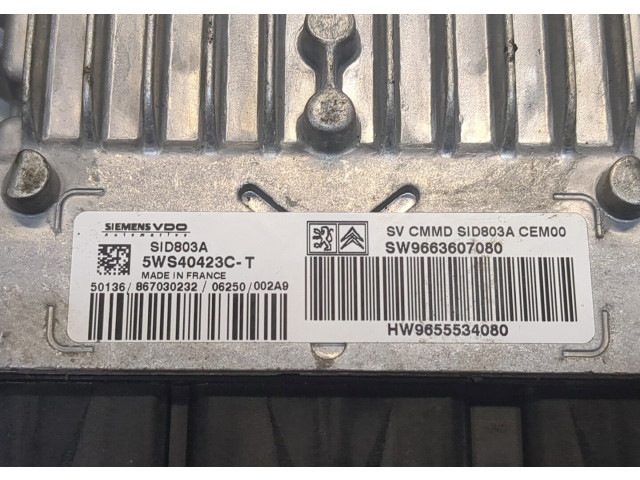 SIEMENS VDO
Automotive
SID803A
5WS40423C-T
MADE IN FRANCE
50136/867030232/06250/002A9
SV CMMD SID803A CEM00
SW9663607080
HW9655534080